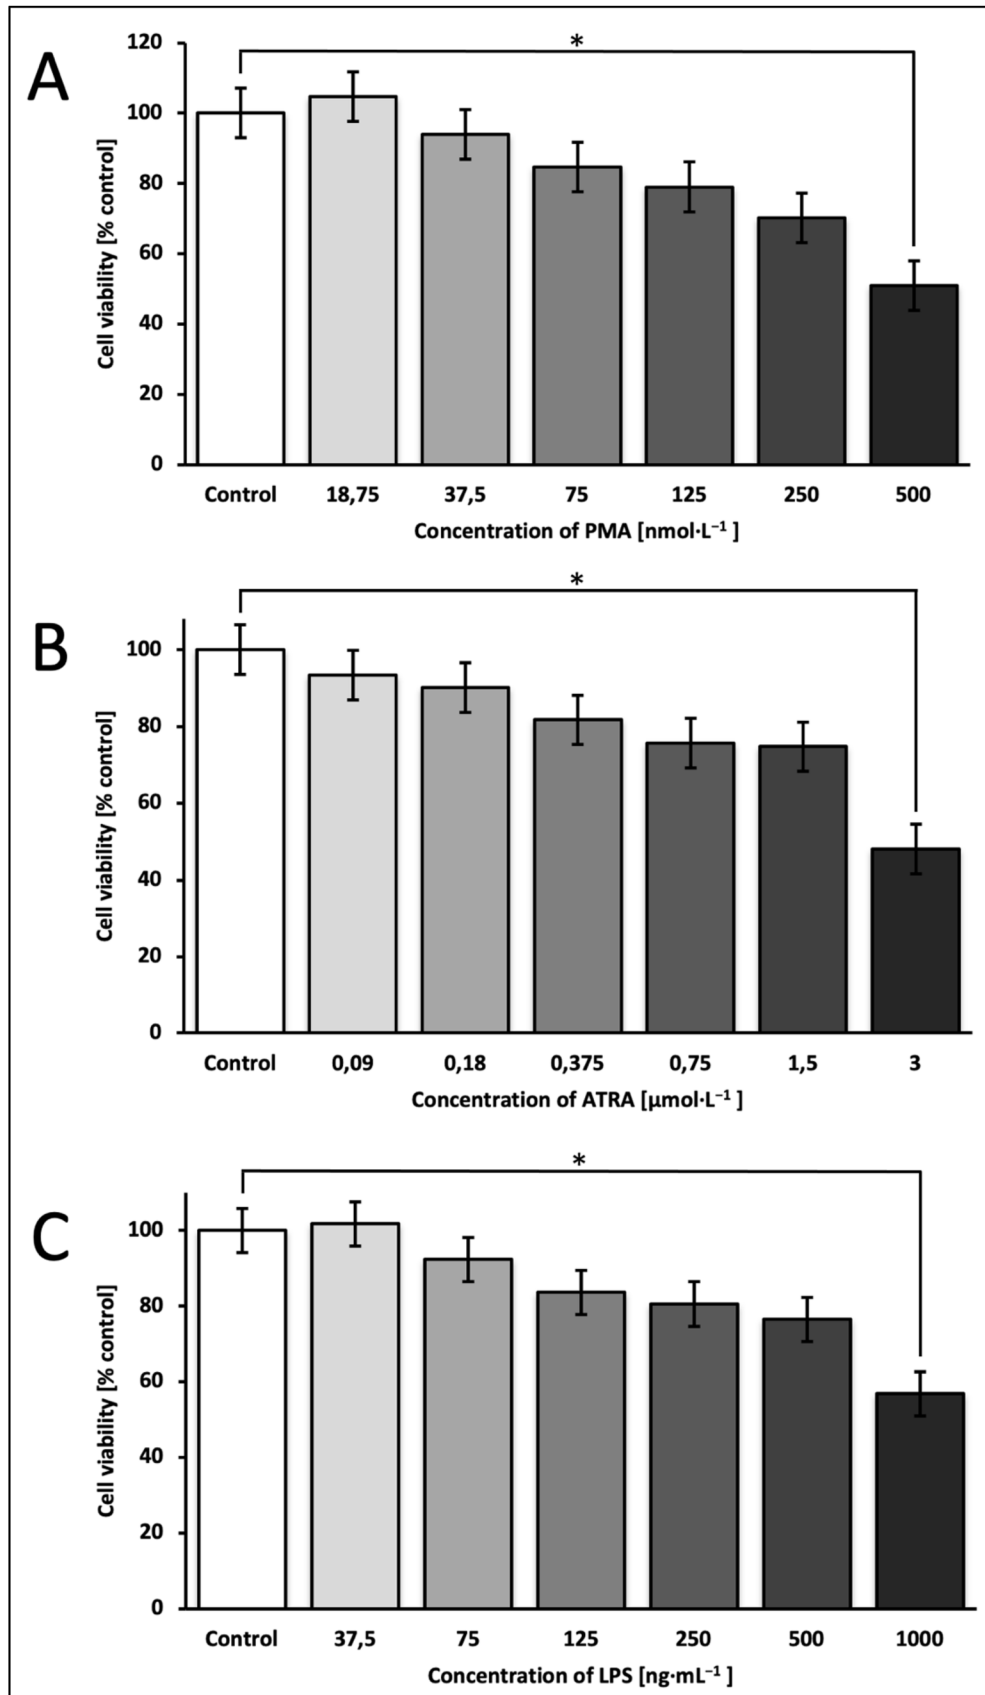 A
*
Cell viability [% control]
120
100
80
60
40
20
0
Control 18,75 37,5 75 125 250 500
Concentration of PMA [nmol·L⁻¹ ]
B
*
Cell viability [% control]
100
80
60
40
20
0
Control 0,09 0,18 0,375 0,75 1,5 3
Concentration of ATRA [µmol·L⁻¹ ]
C
*
Cell viability [% control]
100
80
60
40
20
0
Control 37,5 75 125 250 500 1000
Concentration of LPS [ng·mL⁻¹ ]